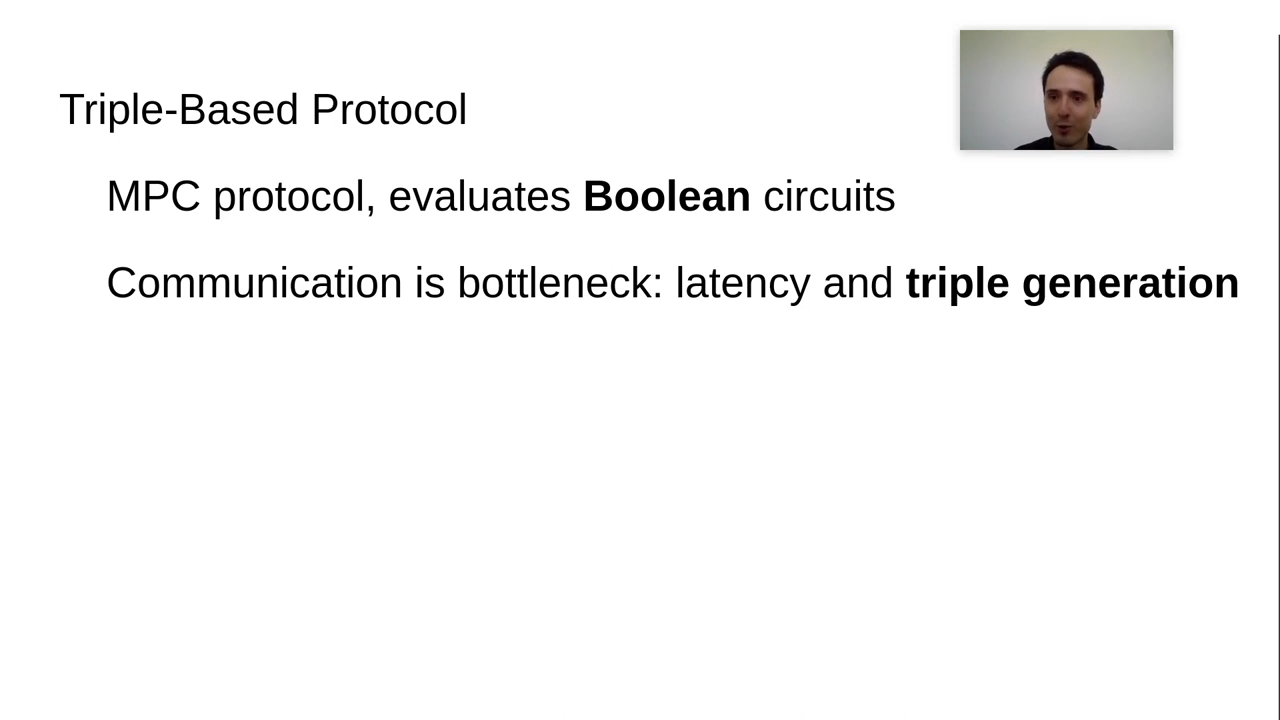 Triple-Based Protocol
MPC protocol, evaluates Boolean circuits
Communication is bottleneck: latency and triple generation